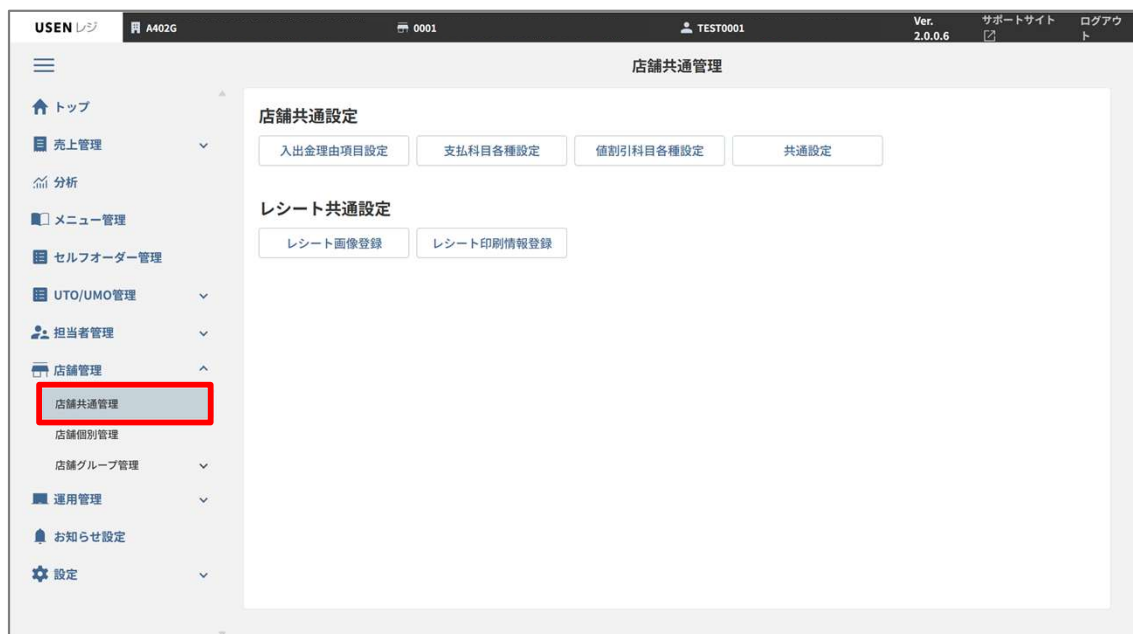 USEN レジ A402G 0001 TEST0001 Ver. 2.0.0.6 サポートサイト ログアウト
店舗共通管理
トップ
売上管理
分析
メニュー管理
セルフオーダー管理
UTO/UMO管理
担当者管理
店舗管理
店舗共通管理
店舗個別管理
店舗グループ管理
運用管理
お知らせ設定
設定
店舗共通設定
入出金理由項目設定 支払科目各種設定 値割引科目各種設定 共通設定
レシート共通設定
レシート画像登録 レシート印刷情報登録